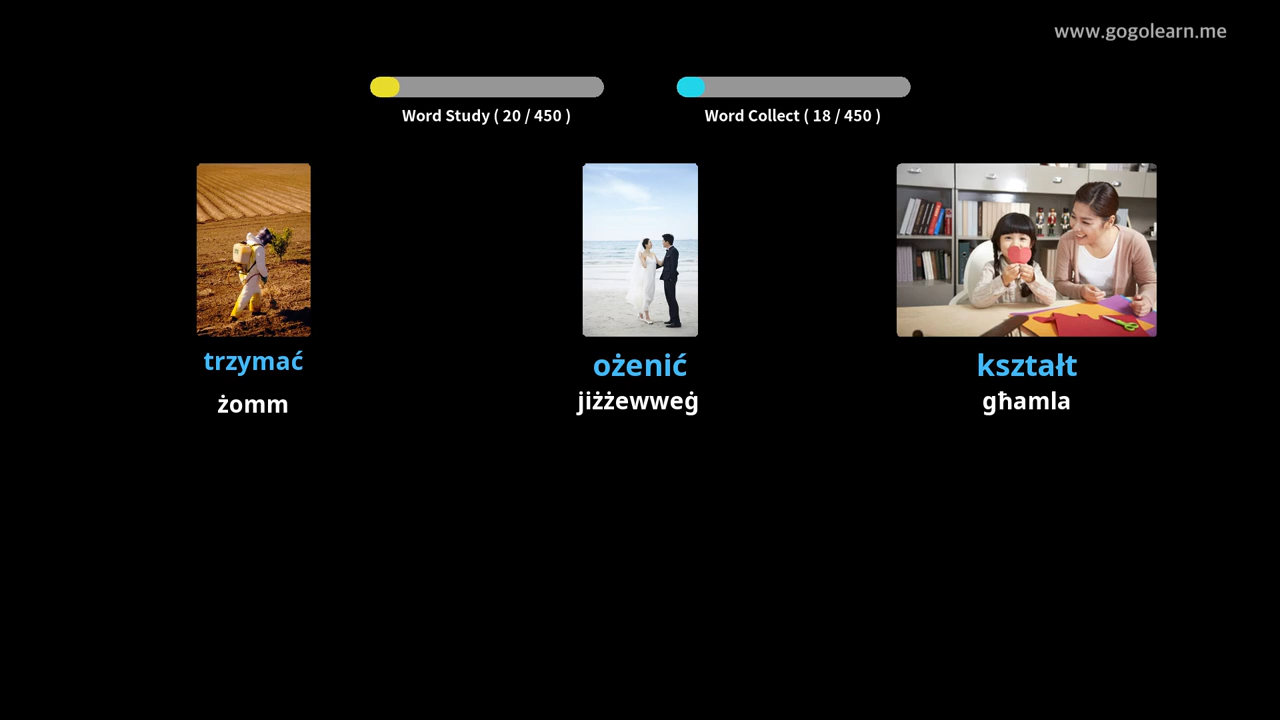 www.gogolearn.me
Word Study ( 20 / 450 )
Word Collect ( 18 / 450 )
trzymać
żomm
ożenić
jiżżewweġ
kształt
għamla